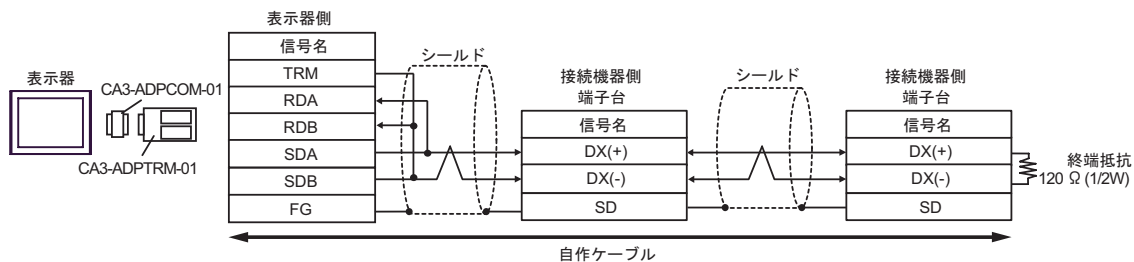 表示器
CA3-ADPCOM-01
CA3-ADPTRM-01
表示器側
信号名
TRM
RDA
RDB
SDA
SDB
FG
シールド
接続機器側
端子台
信号名
DX(+)
DX(-)
SD
シールド
接続機器側
端子台
信号名
DX(+)
DX(-)
SD
終端抵抗
120 Ω (1/2W)
自作ケーブル